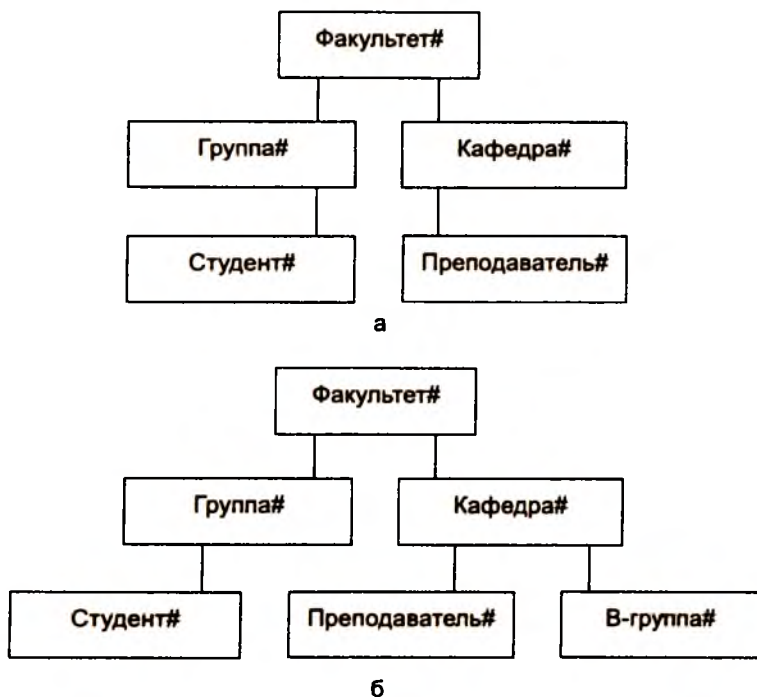 Факультет#
Группа# Кафедра#
Студент# Преподаватель#
а
Факультет#
Группа# Кафедра#
Студент# Преподаватель# В-группа#
б